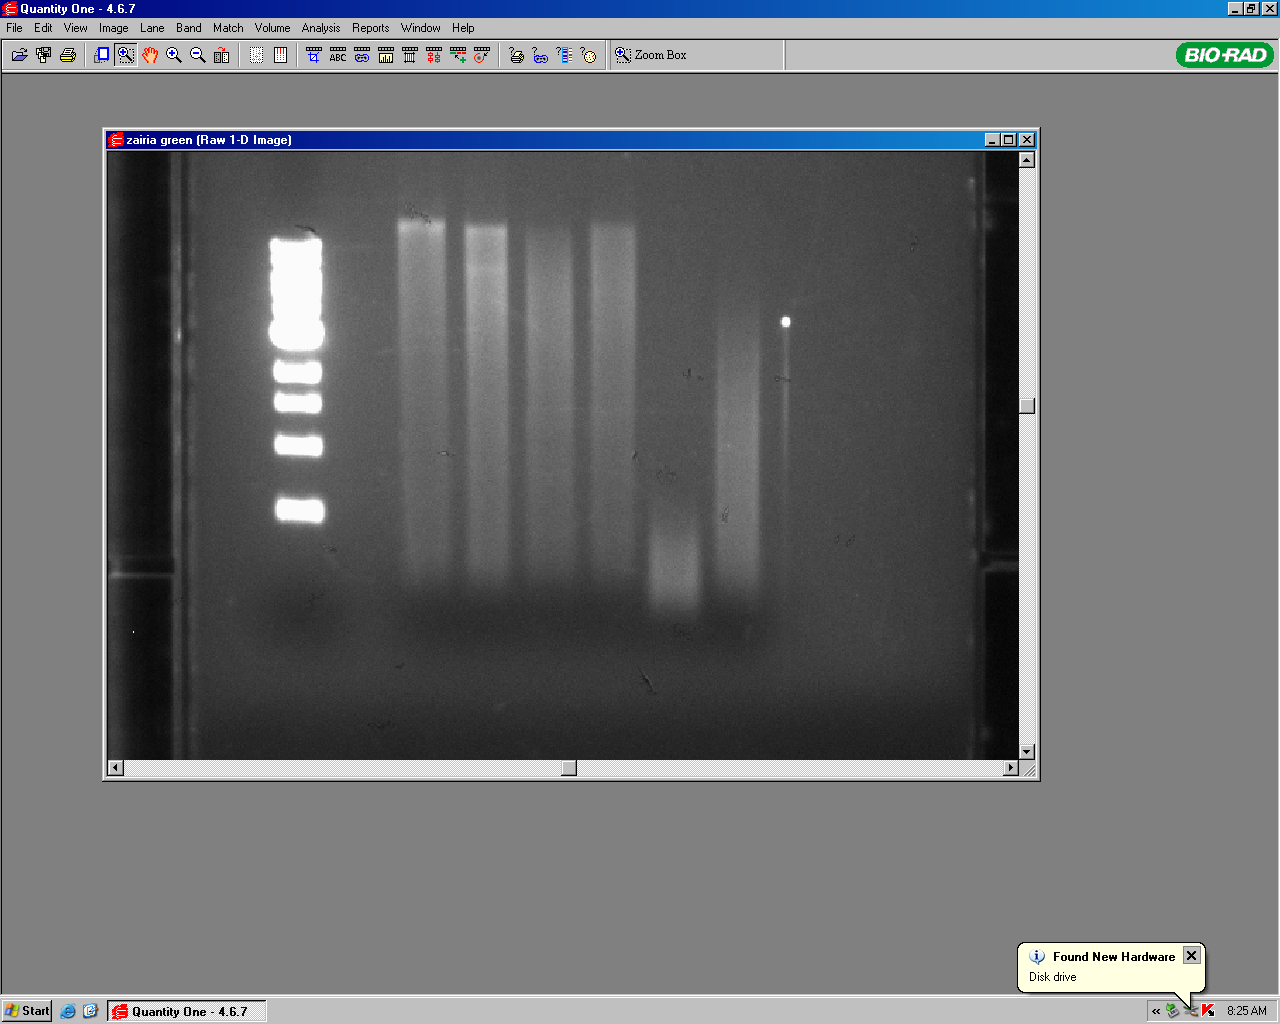 Quantity One - 4.6.7
File Edit View Image Lane Band Match Volume Analysis Reports Window Help
ABC
Zoom Box
BIO-RAD
zairia green (Raw 1-D Image)
Found New Hardware
Disk drive
Start
Quantity One - 4.6.7
8:25 AM